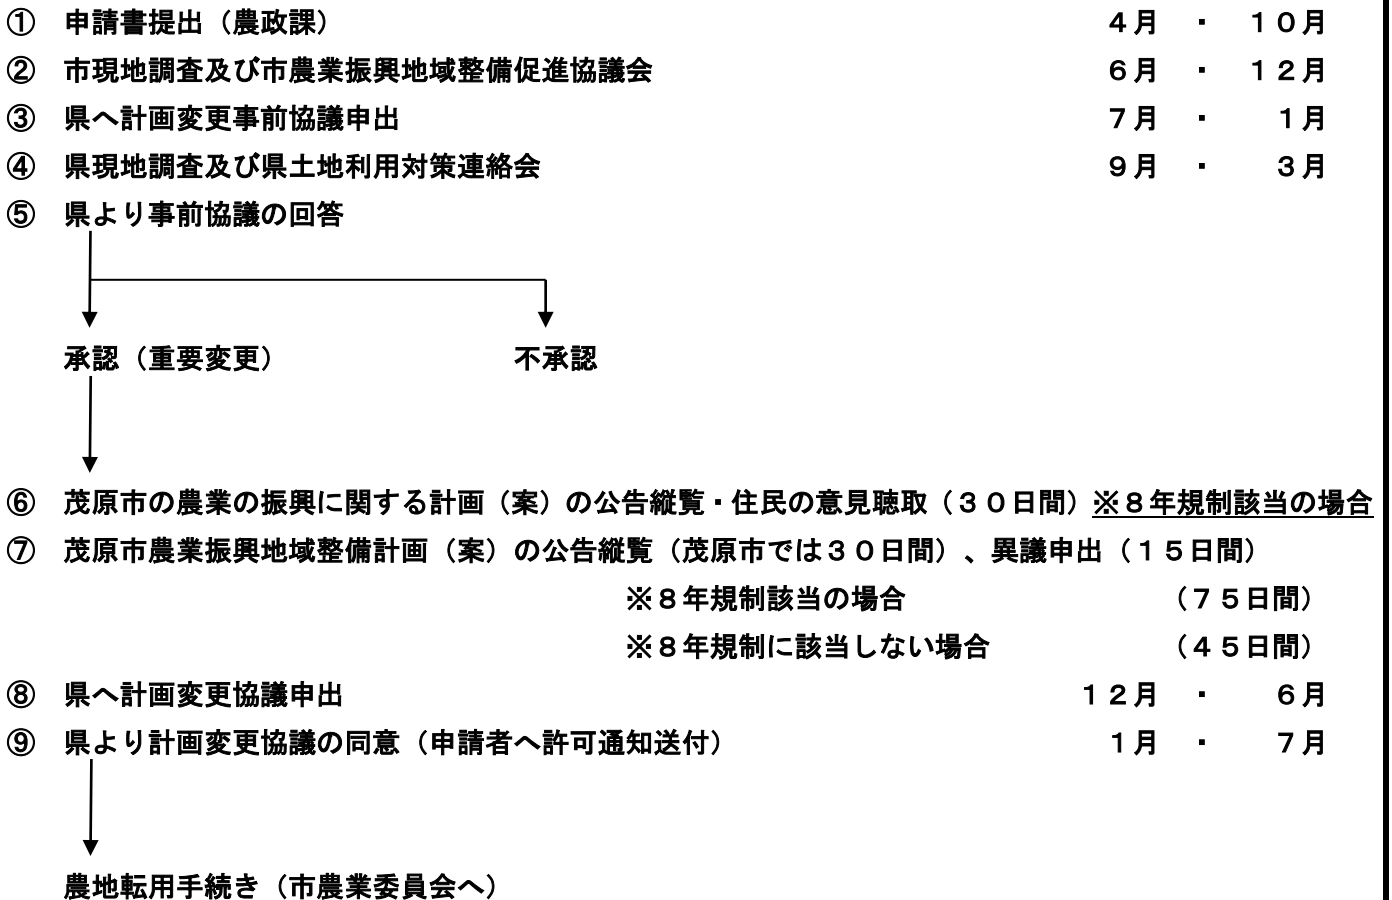 ① 申請書提出（農政課） ４月 ・ １０月
② 市現地調査及び市農業振興地域整備促進協議会 ６月 ・ １２月
③ 県へ計画変更事前協議申出 ７月 ・ １月
④ 県現地調査及び県土地利用対策連絡会 ９月 ・ ３月
⑤ 県より事前協議の回答
承認（重要変更） 不承認
⑥ 茂原市の農業の振興に関する計画（案）の公告縦覧・住民の意見聴取（３０日間）※８年規制該当の場合
⑦ 茂原市農業振興地域整備計画（案）の公告縦覧（茂原市では３０日間）、異議申出（１５日間）
※８年規制該当の場合 （７５日間）
※８年規制に該当しない場合 （４５日間）
⑧ 県へ計画変更協議申出 １２月 ・ ６月
⑨ 県より計画変更協議の同意（申請者へ許可通知送付） １月 ・ ７月
農地転用手続き（市農業委員会へ）